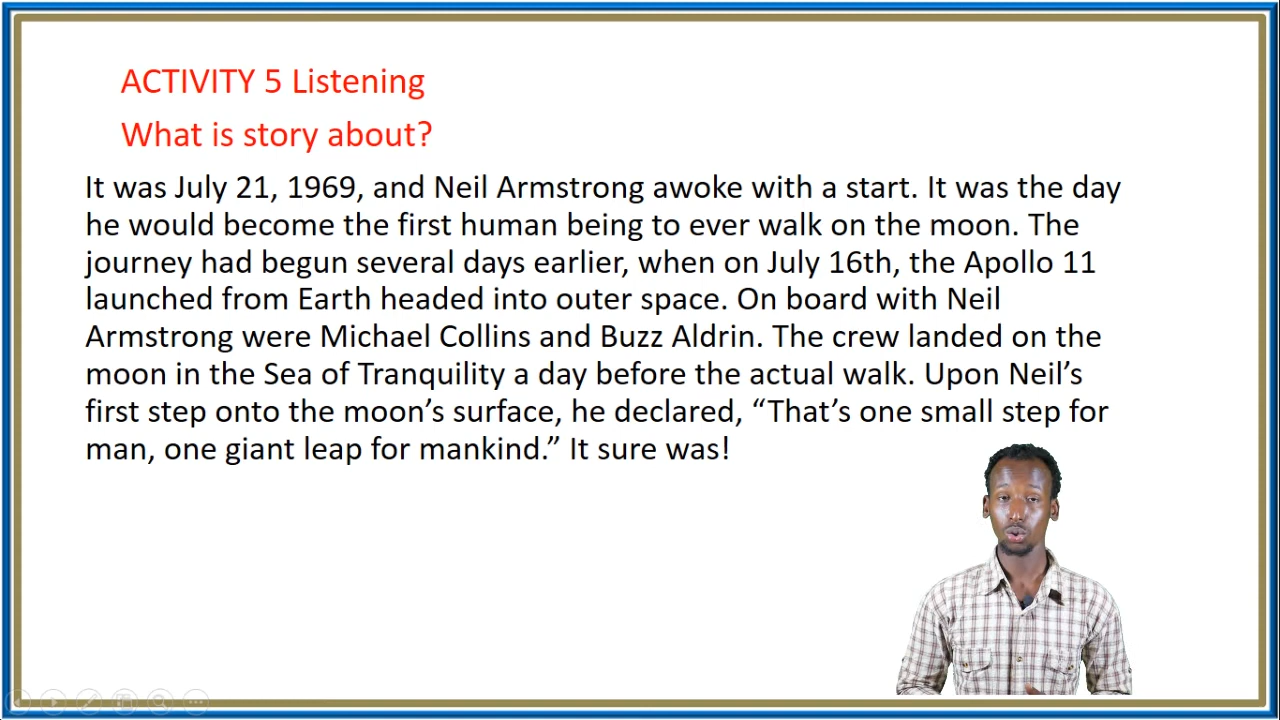 ACTIVITY 5 Listening
What is story about?
It was July 21, 1969, and Neil Armstrong awoke with a start. It was the day
he would become the first human being to ever walk on the moon. The
journey had begun several days earlier, when on July 16th, the Apollo 11
launched from Earth headed into outer space. On board with Neil
Armstrong were Michael Collins and Buzz Aldrin. The crew landed on the
moon in the Sea of Tranquility a day before the actual walk. Upon Neil’s
first step onto the moon’s surface, he declared, “That’s one small step for
man, one giant leap for mankind.” It sure was!